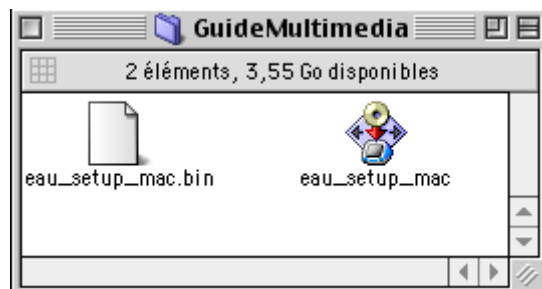 GuideMultimedia
2 éléments, 3,55 Go disponibles
eau_setup_mac.bin
eau_setup_mac